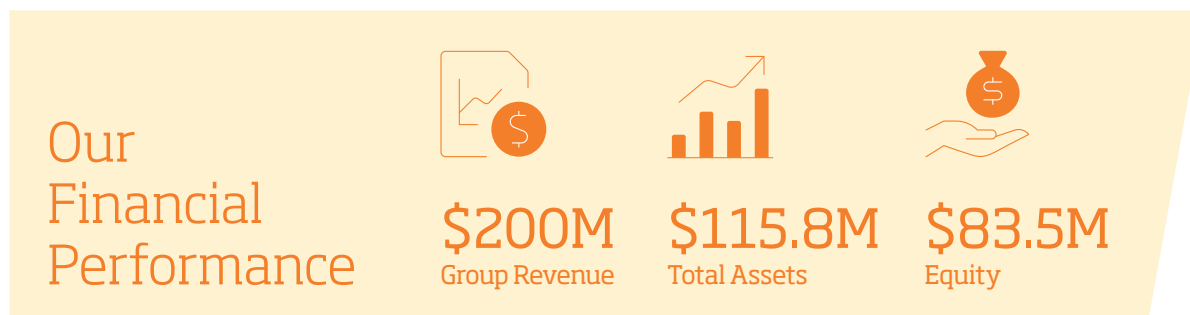 Our
Financial
Performance
$
$
$200M
Group Revenue
$115.8M
Total Assets
$83.5M
Equity